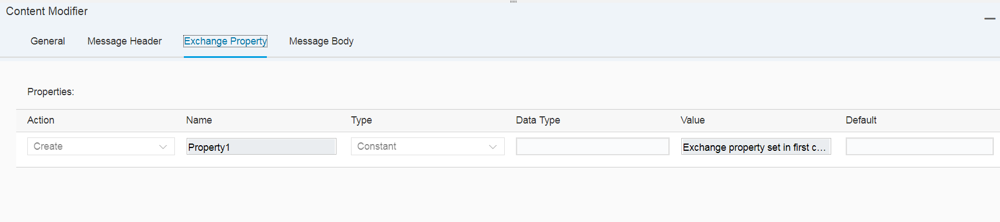 Content Modifier
General Message Header Exchange Property Message Body
Properties:
Action Name Type Data Type Value Default
Create Property1 Constant Exchange property set in first c...